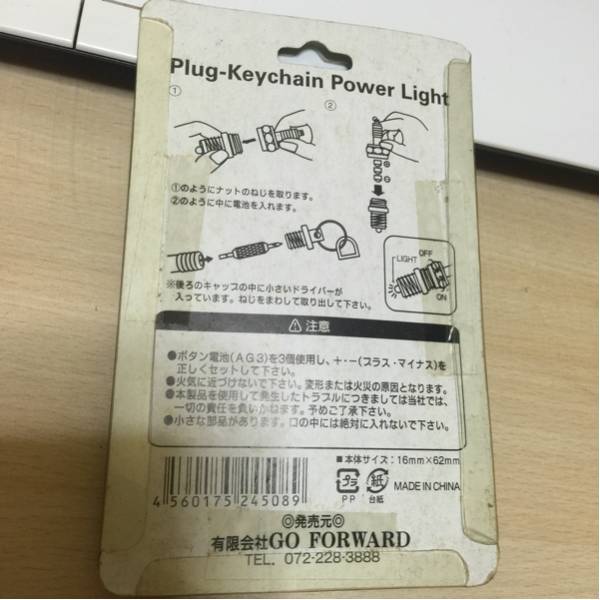 Plug-Keychain Power Light
①
②
①のようにナットのねじを取ります。
②のように中に電池を入れます。
LIGHT
OFF
ON
※後ろのキャップの中に小さいドライバーが
入っています。ねじをまわして取り出して下さい。
⚠ 注意
●ボタン電池(AG3)を3個使用し、+・-(プラス・マイナス)を
正しくセットして下さい。
●火気に近づけないで下さい。変形または火災の原因となります。
●本製品を使用して発生したトラブルにつきましては当社では、
一切の責任を負いかねます。予めご了承下さい。
●小さな部品があります。口の中には絶対に入れないで下さい。
■本体サイズ:16mm×62mm
4 560175 245089
プラ
PP
紙
台紙
MADE IN CHINA
◎発売元◎
有限会社GO FORWARD
TEL. 072-228-3888